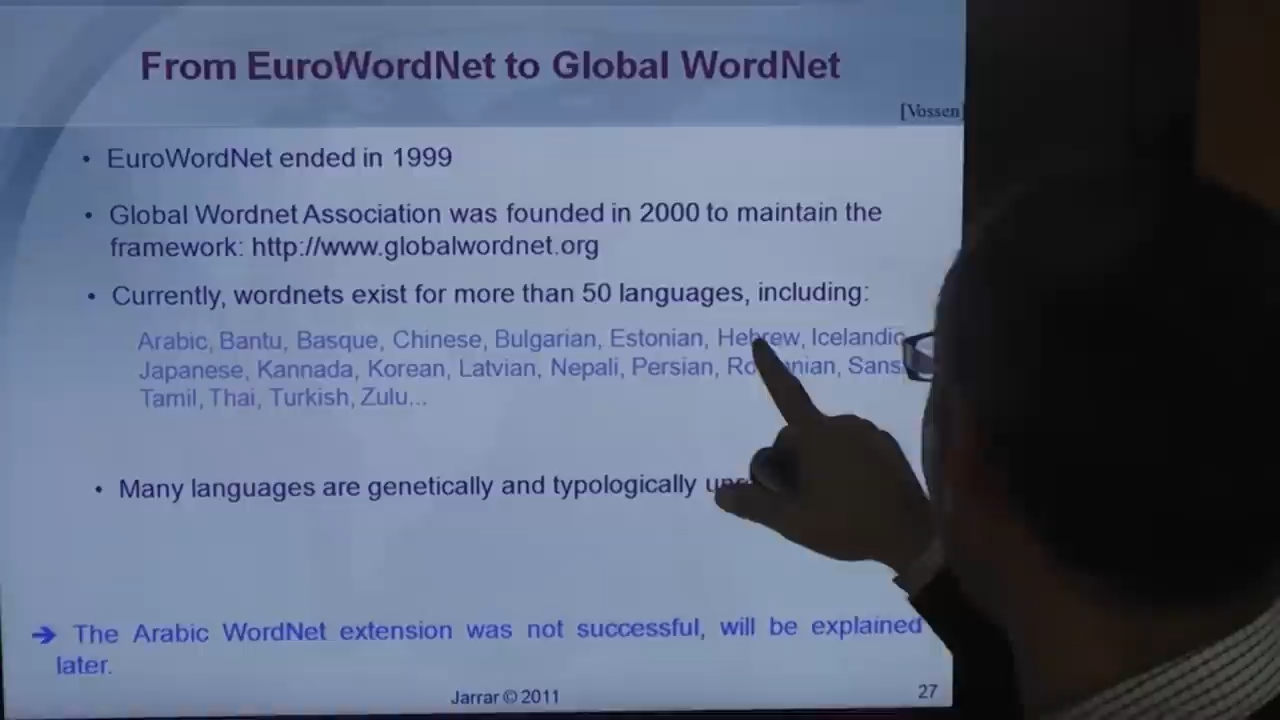 From EuroWordNet to Global WordNet
[Vossen]
• EuroWordNet ended in 1999
• Global Wordnet Association was founded in 2000 to maintain the
framework: http://www.globalwordnet.org
• Currently, wordnets exist for more than 50 languages, including:
Arabic, Bantu, Basque, Chinese, Bulgarian, Estonian, Hebrew, Icelandic
Japanese, Kannada, Korean, Latvian, Nepali, Persian,
Tamil, Thai, Turkish, Zulu...
• Many languages are genetically and typologically
➔ The Arabic WordNet extension was not successful, will be explained
later.
Jarrar © 2011
27